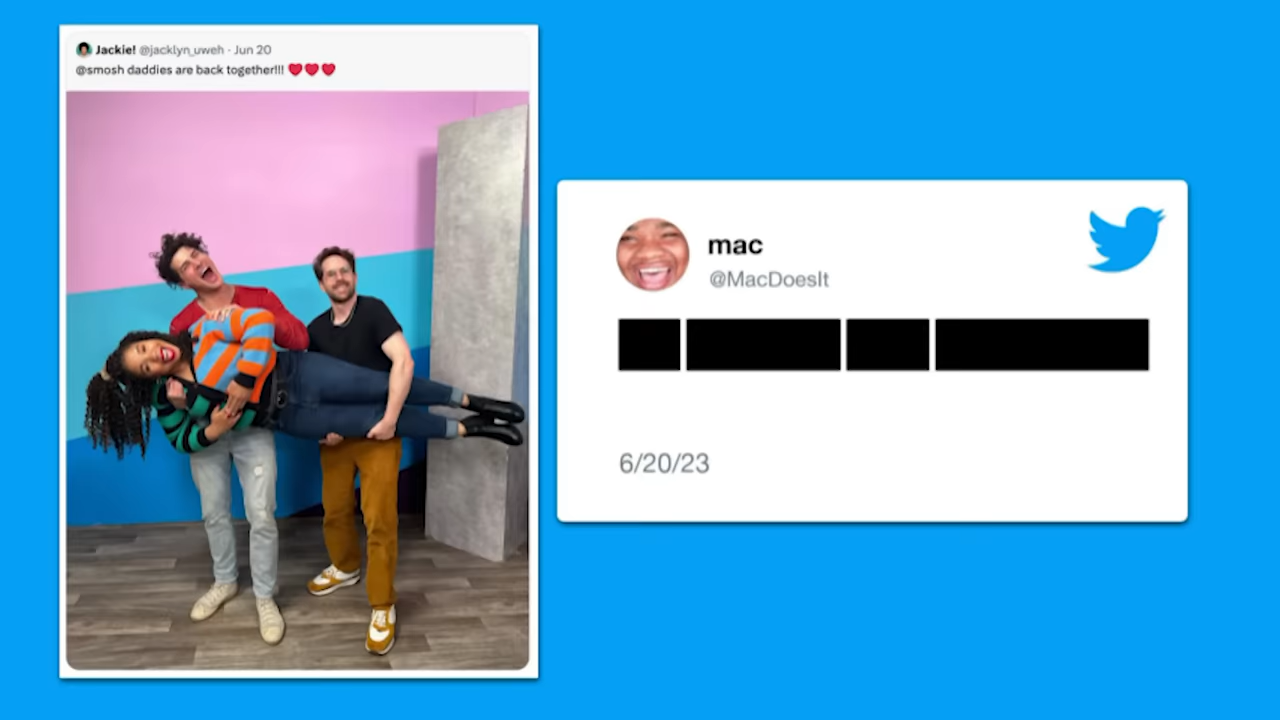 Jackie! @jacklyn_uweh · Jun 20
@smosh daddies are back together!!! ❤️❤️❤️
mac
@MacDoesIt
6/20/23